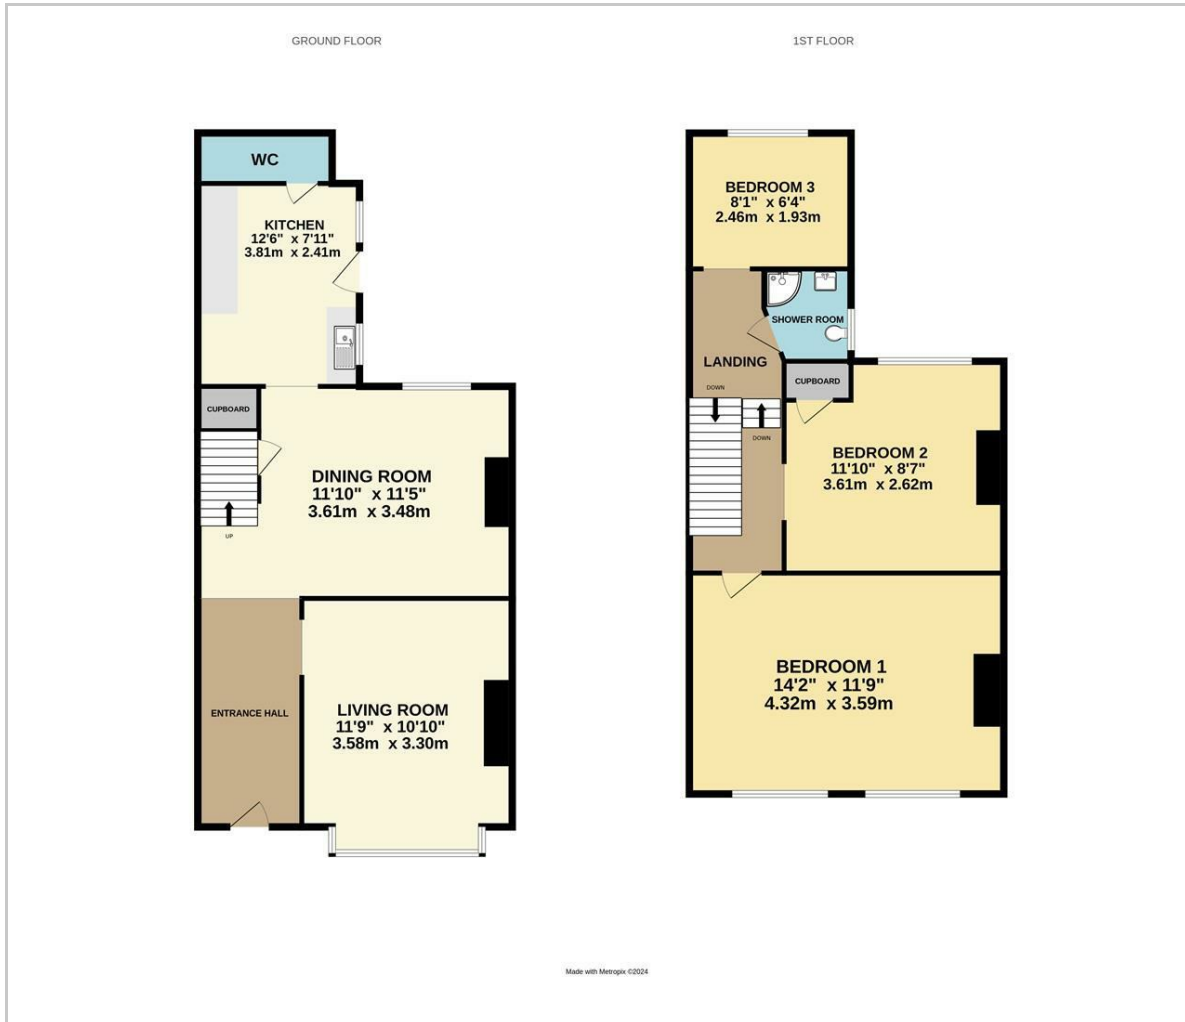 GROUND FLOOR
WC
KITCHEN
12'6" x 7'11"
3.81m x 2.41m
CUPBOARD
DINING ROOM
11'10" x 11'5"
3.61m x 3.48m
UP
ENTRANCE HALL
LIVING ROOM
11'9" x 10'10"
3.58m x 3.30m
1ST FLOOR
BEDROOM 3
8'1" x 6'4"
2.46m x 1.93m
SHOWER ROOM
LANDING
DOWN
CUPBOARD
DOWN
BEDROOM 2
11'10" x 8'7"
3.61m x 2.62m
BEDROOM 1
14'2" x 11'9"
4.32m x 3.59m
Made with Metropix ©2024